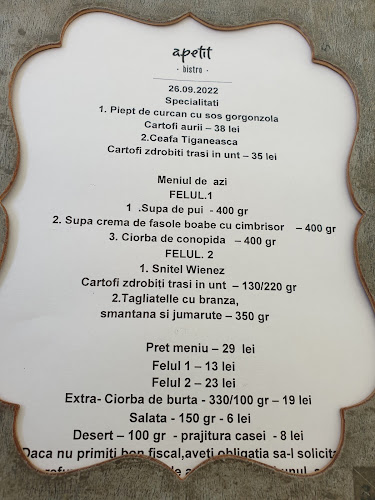 apetit
· bistro ·
26.09.2022
Specialitati
1. Piept de curcan cu sos gorgonzola
Cartofi aurii – 38 lei
2.Ceafa Tiganeasca
Cartofi zdrobiti trasi in unt – 35 lei
Meniul de azi
FELUL.1
1 .Supa de pui - 400 gr
2. Supa crema de fasole boabe cu cimbrisor – 400 gr
3. Ciorba de conopida – 400 gr
FELUL. 2
1. Snitel Wienez
Cartofi zdrobiți trasi in unt – 130/220 gr
2.Tagliatelle cu branza,
smantana si jumarute – 350 gr
Pret meniu – 29 lei
Felul 1 – 13 lei
Felul 2 – 23 lei
Extra- Ciorba de burta - 330/100 gr – 19 lei
Salata - 150 gr - 6 lei
Desert – 100 gr - prajitura casei - 8 lei
Daca nu primiti bon fiscal,aveti obligatia sa-l solicita